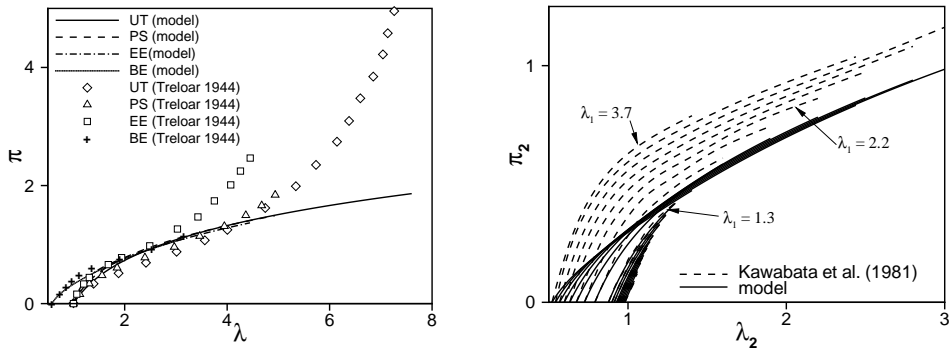 UT (model)
PS (model)
EE(model)
BE (model)
UT (Treloar 1944)
PS (Treloar 1944)
EE (Treloar 1944)
BE (Treloar 1944)
π
4
2
0
2
4
6
8
λ
π₂
1
0
λ₁ = 3.7
λ₁ = 2.2
λ₁ = 1.3
Kawabata et al. (1981)
model
1
2
3
λ₂